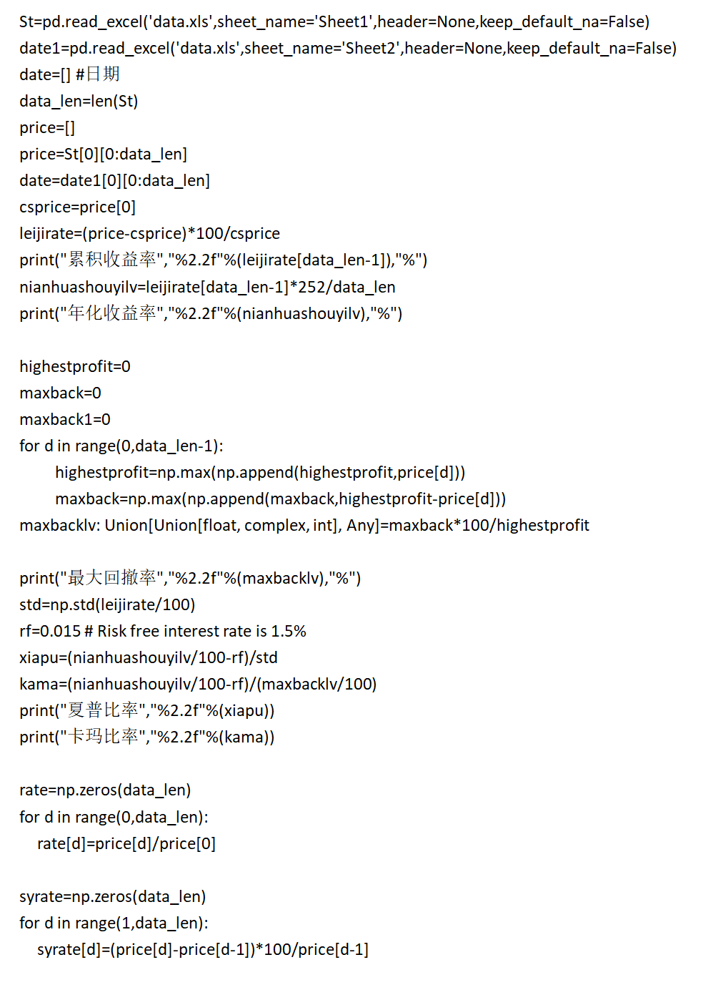 St=pd.read_excel('data.xls',sheet_name='Sheet1',header=None,keep_default_na=False)
date1=pd.read_excel('data.xls',sheet_name='Sheet2',header=None,keep_default_na=False)
date=[] #日期
data_len=len(St)
price=[]
price=St[0][0:data_len]
date=date1[0][0:data_len]
csprice=price[0]
leijirate=(price-csprice)*100/csprice
print("累积收益率","%2.2f"%(leijirate[data_len-1]),"%")
nianhuashouyilv=leijirate[data_len-1]*252/data_len
print("年化收益率","%2.2f"%(nianhuashouyilv),"%")
highestprofit=0
maxback=0
maxback1=0
for d in range(0,data_len-1):
highestprofit=np.max(np.append(highestprofit,price[d]))
maxback=np.max(np.append(maxback,highestprofit-price[d]))
maxbacklv: Union[Union[float, complex, int], Any]=maxback*100/highestprofit
print("最大回撤率","%2.2f"%(maxbacklv),"%")
std=np.std(leijirate/100)
rf=0.015 # Risk free interest rate is 1.5%
xiapu=(nianhuashouyilv/100-rf)/std
kama=(nianhuashouyilv/100-rf)/(maxbacklv/100)
print("夏普比率","%2.2f"%(xiapu))
print("卡玛比率","%2.2f"%(kama))
rate=np.zeros(data_len)
for d in range(0,data_len):
rate[d]=price[d]/price[0]
syrate=np.zeros(data_len)
for d in range(1,data_len):
syrate[d]=(price[d]-price[d-1])*100/price[d-1]